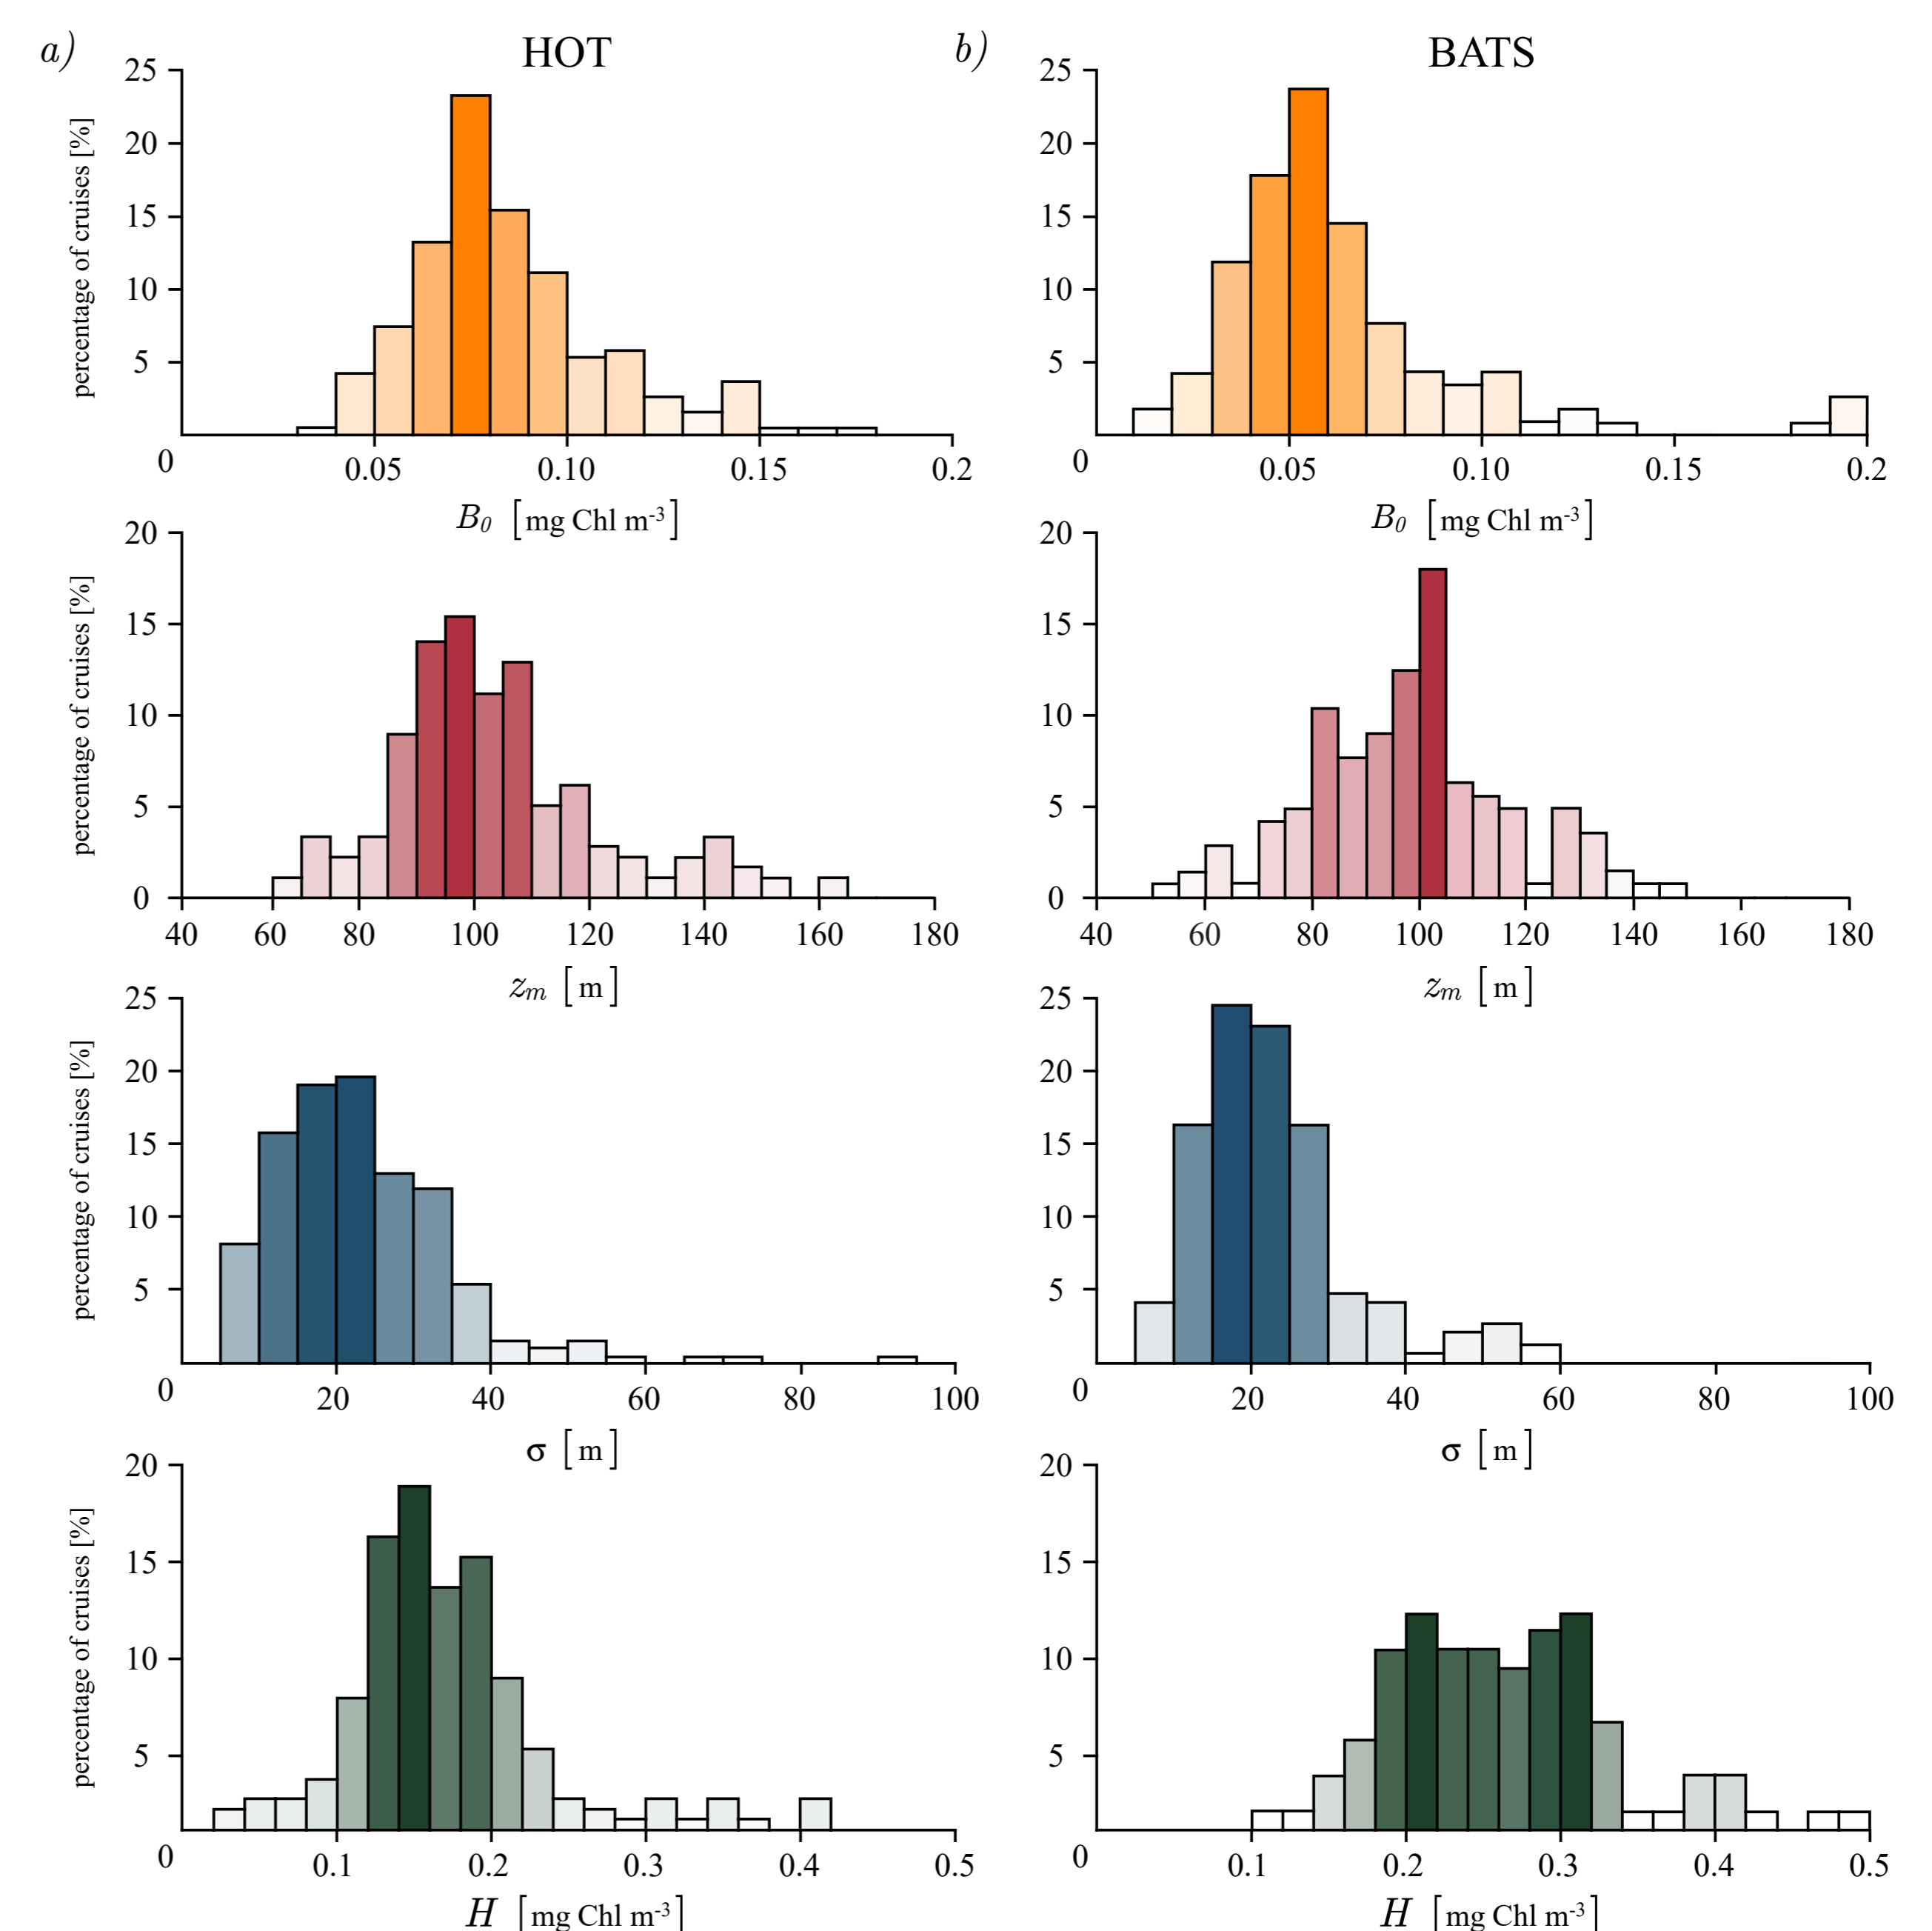 a) HOT
25
20
15
10
5
0
percentage of cruises [%]
0.05 0.10 0.15 0.2
B0 [mg Chl m-3]
b) BATS
25
20
15
10
5
0
0.05 0.10 0.15 0.2
B0 [mg Chl m-3]
20
15
10
5
0
percentage of cruises [%]
40 60 80 100 120 140 160 180
zm [m]
20
15
10
5
0
40 60 80 100 120 140 160 180
zm [m]
25
20
15
10
5
0
percentage of cruises [%]
20 40 60 80 100
σ [m]
25
20
15
10
5
0
20 40 60 80 100
σ [m]
20
15
10
5
0
percentage of cruises [%]
0.1 0.2 0.3 0.4 0.5
H [mg Chl m-3]
20
15
10
5
0
0.1 0.2 0.3 0.4 0.5
H [mg Chl m-3]